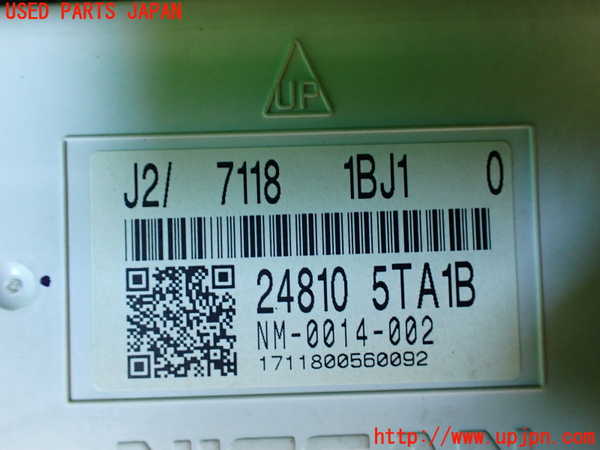 USED PARTS JAPAN
UP
J2/ 7118 1BJ1 0
24810 5TA1B
NM-0014-002
1711800560092
http://www.upjpn.com